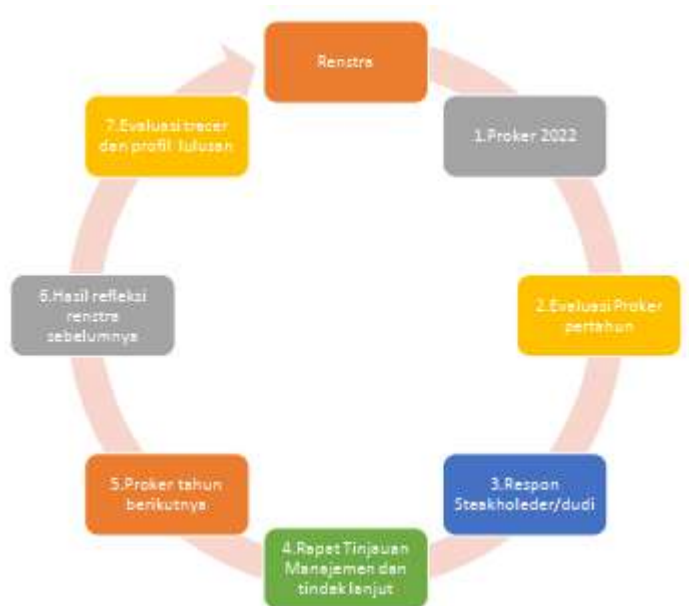 Renstra
1.Proker 2022
2.Evaluasi Proker
pertahun
3.Respon
Steakholeder/dudi
4.Rapat Tinjauan
Manajemen dan
tindak lanjut
5.Proker tahun
berikutnya
6.Hasil refleksi
renstra
sebelumnya
7.Evaluasi tracer
dan profil lulusan